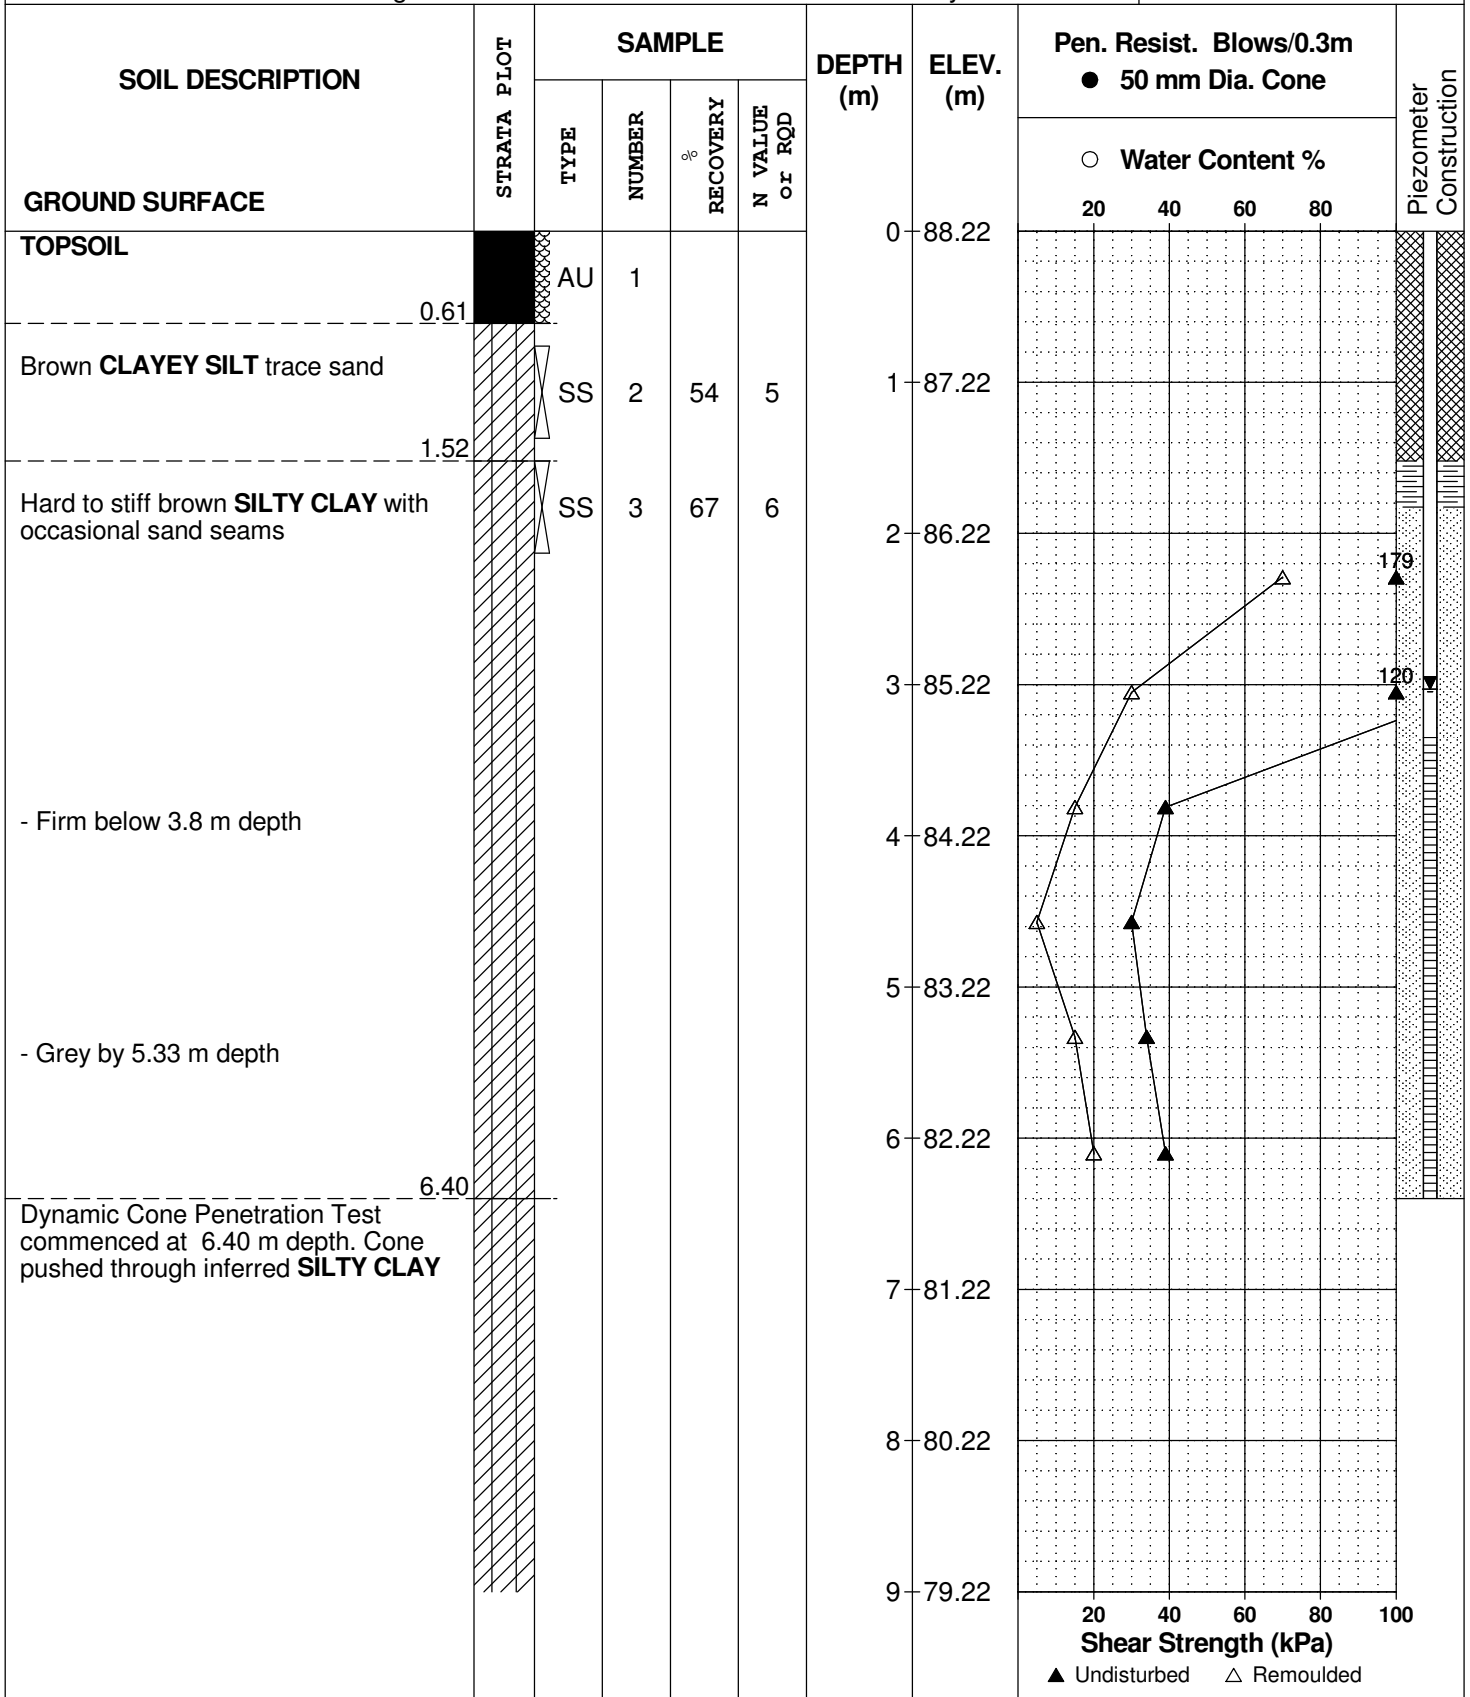 SOIL DESCRIPTION
GROUND SURFACE
STRATA PLOT
SAMPLE
TYPE
NUMBER
%
RECOVERY
N VALUE
or RQD
DEPTH
(m)
ELEV.
(m)
Pen. Resist. Blows/0.3m
● 50 mm Dia. Cone
○ Water Content %
20 40 60 80
Piezometer
Construction
0 88.22
TOPSOIL
AU 1
0.61
Brown CLAYEY SILT trace sand
1 87.22
SS 2 54 5
1.52
Hard to stiff brown SILTY CLAY with
occasional sand seams
SS 3 67 6
2 86.22
179
120
3 85.22
- Firm below 3.8 m depth
4 84.22
5 83.22
- Grey by 5.33 m depth
6 82.22
6.40
Dynamic Cone Penetration Test
commenced at 6.40 m depth. Cone
pushed through inferred SILTY CLAY
7 81.22
8 80.22
9 79.22
20 40 60 80 100
Shear Strength (kPa)
▲ Undisturbed △ Remoulded